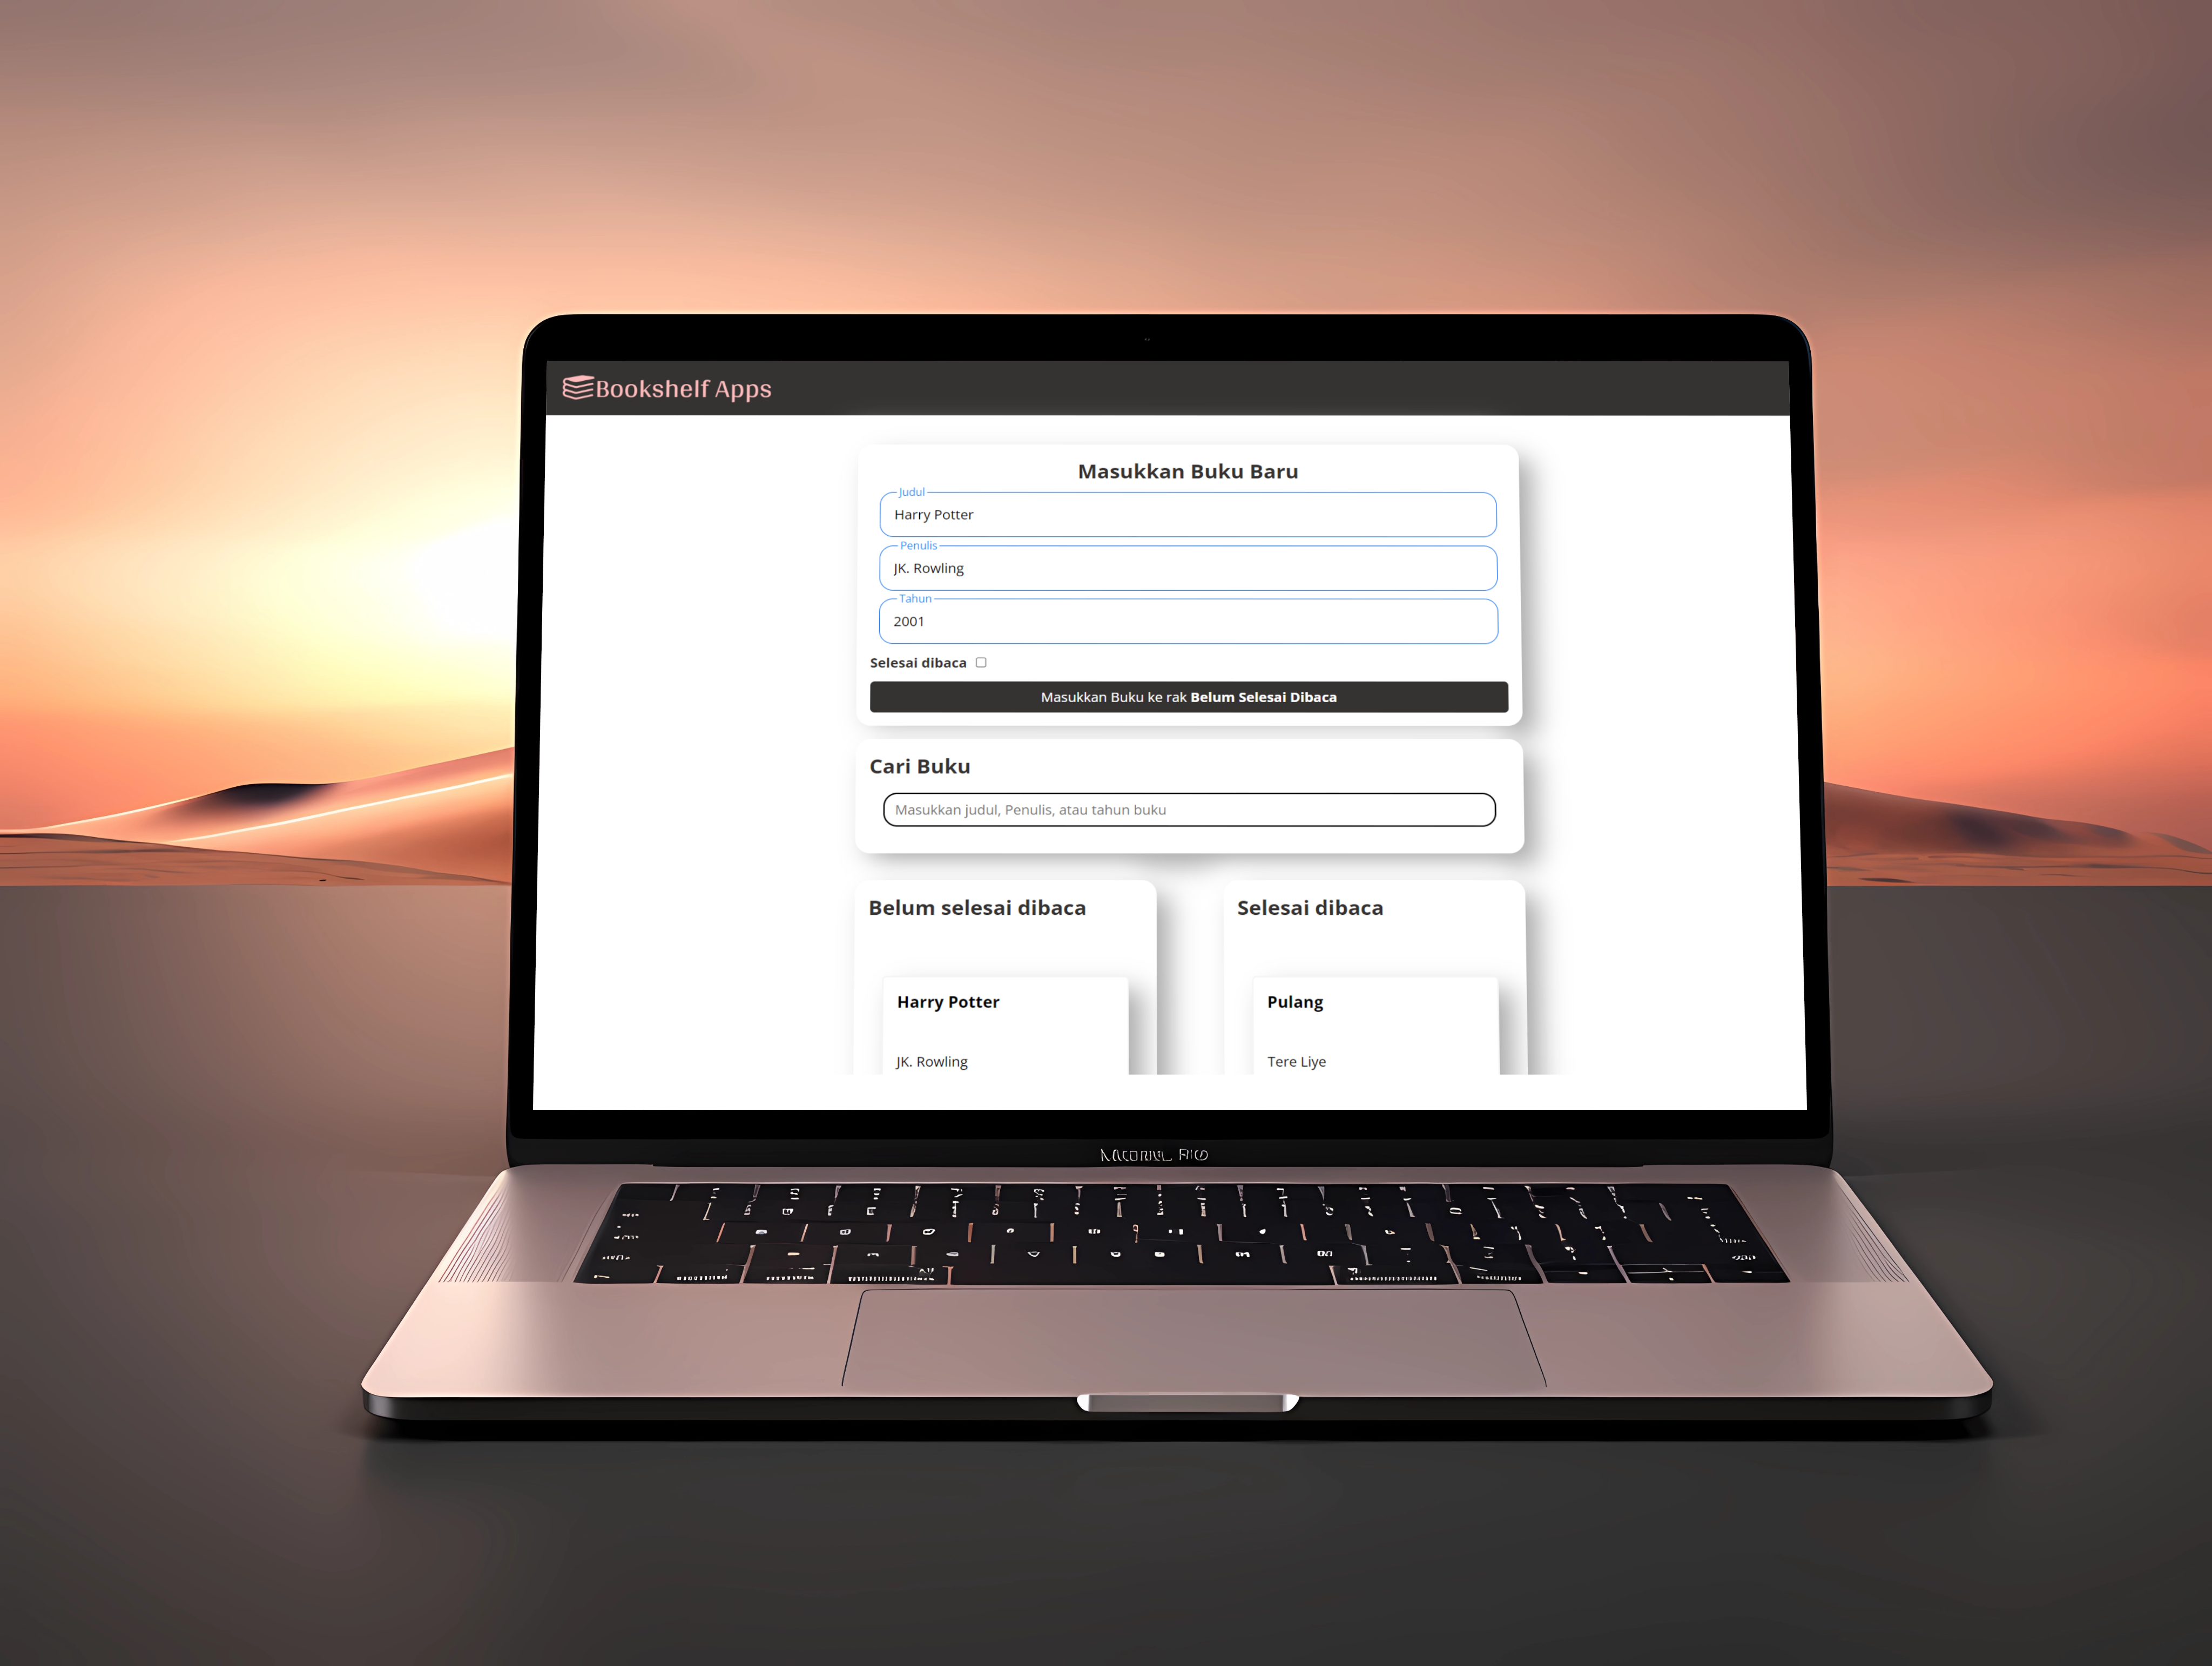 Bookshelf Apps
Masukkan Buku Baru
Judul
Harry Potter
Penulis
JK. Rowling
Tahun
2001
Selesai dibaca
Masukkan Buku ke rak Belum Selesai Dibaca
Cari Buku
Masukkan judul, Penulis, atau tahun buku
Belum selesai dibaca
Harry Potter
JK. Rowling
Selesai dibaca
Pulang
Tere Liye